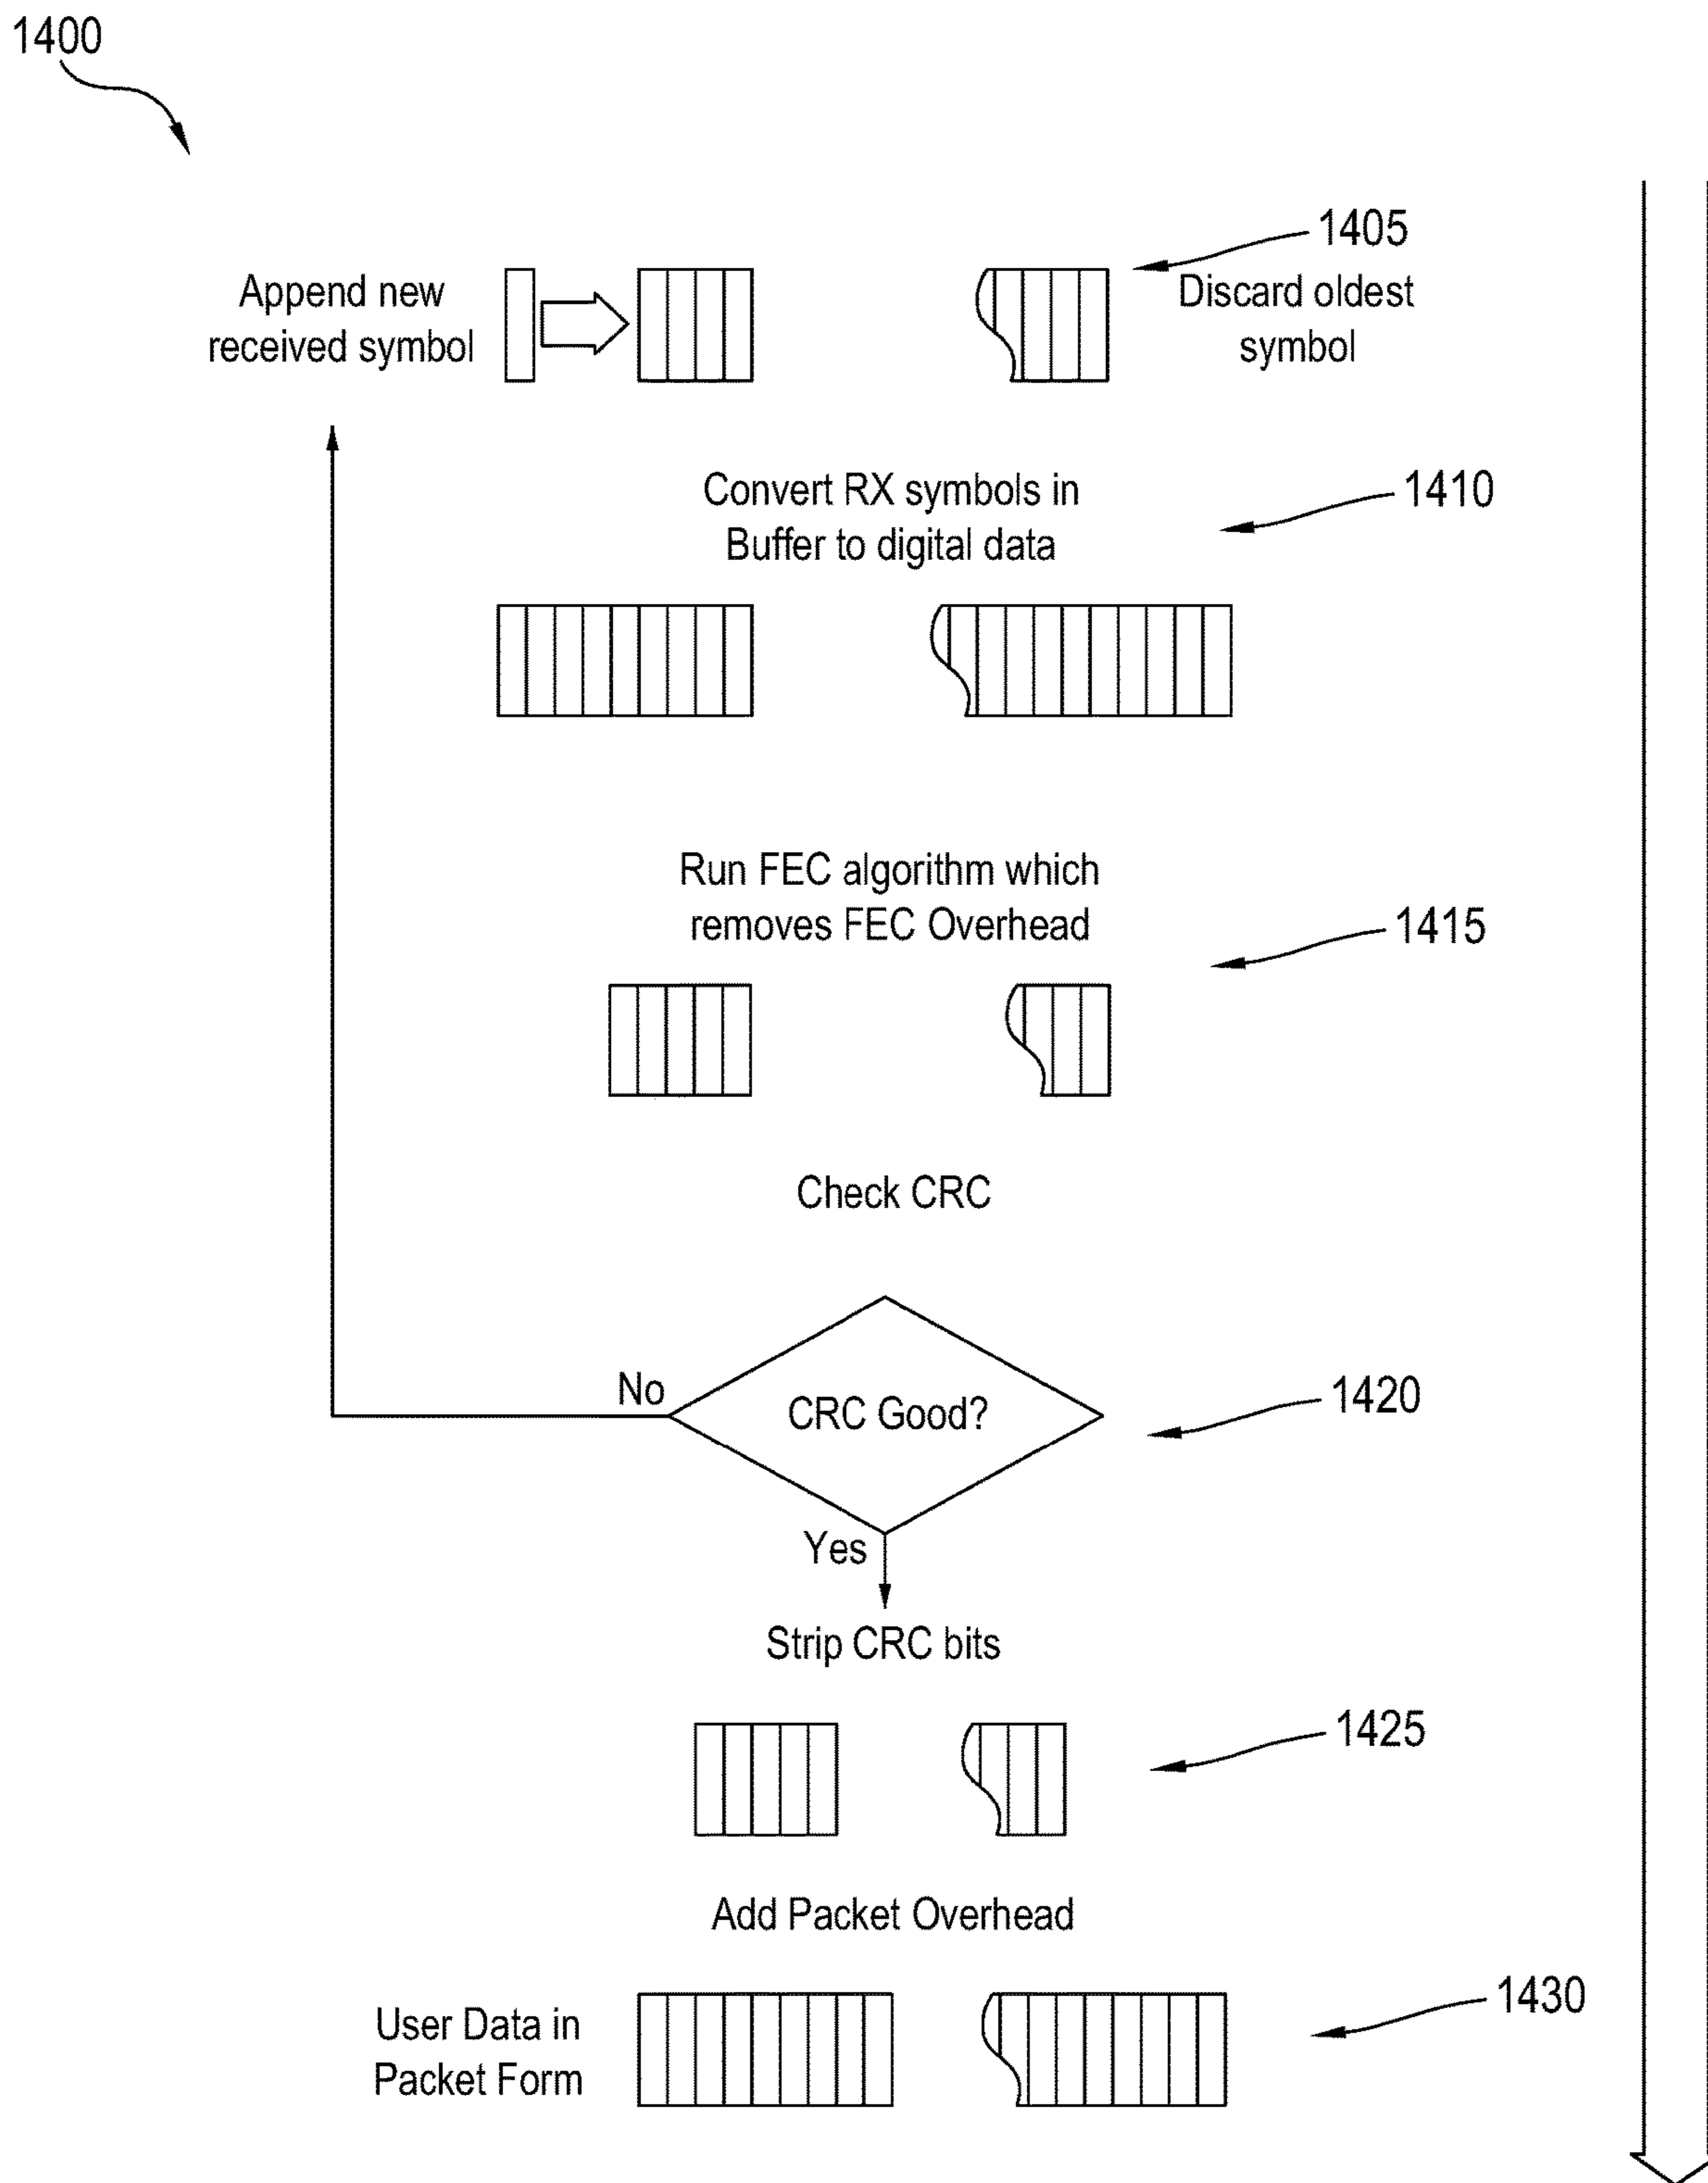 1400
1405
Append new
received symbol
Discard oldest
symbol
Convert RX symbols in
Buffer to digital data
1410
Run FEC algorithm which
removes FEC Overhead
1415
Check CRC
No
CRC Good?
1420
Yes
Strip CRC bits
1425
Add Packet Overhead
User Data in
Packet Form
1430